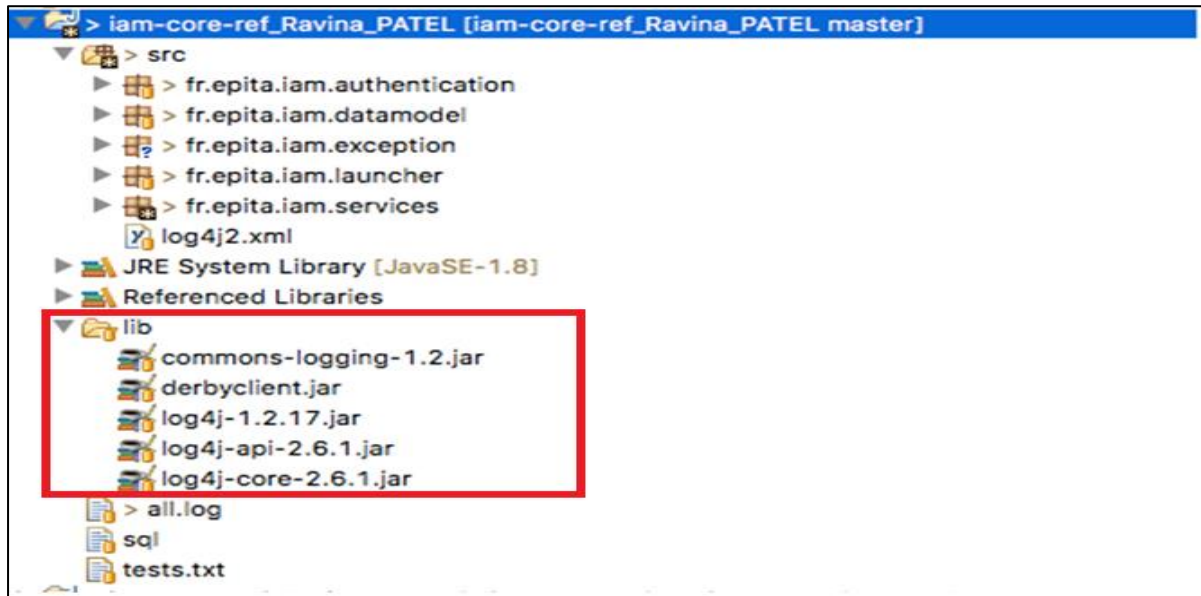 > iam-core-ref_Ravina_PATEL [iam-core-ref_Ravina_PATEL master]
> src
> fr.epita.iam.authentication
> fr.epita.iam.datamodel
> fr.epita.iam.exception
> fr.epita.iam.launcher
> fr.epita.iam.services
log4j2.xml
JRE System Library [JavaSE-1.8]
Referenced Libraries
lib
commons-logging-1.2.jar
derbyclient.jar
log4j-1.2.17.jar
log4j-api-2.6.1.jar
log4j-core-2.6.1.jar
> all.log
sql
tests.txt